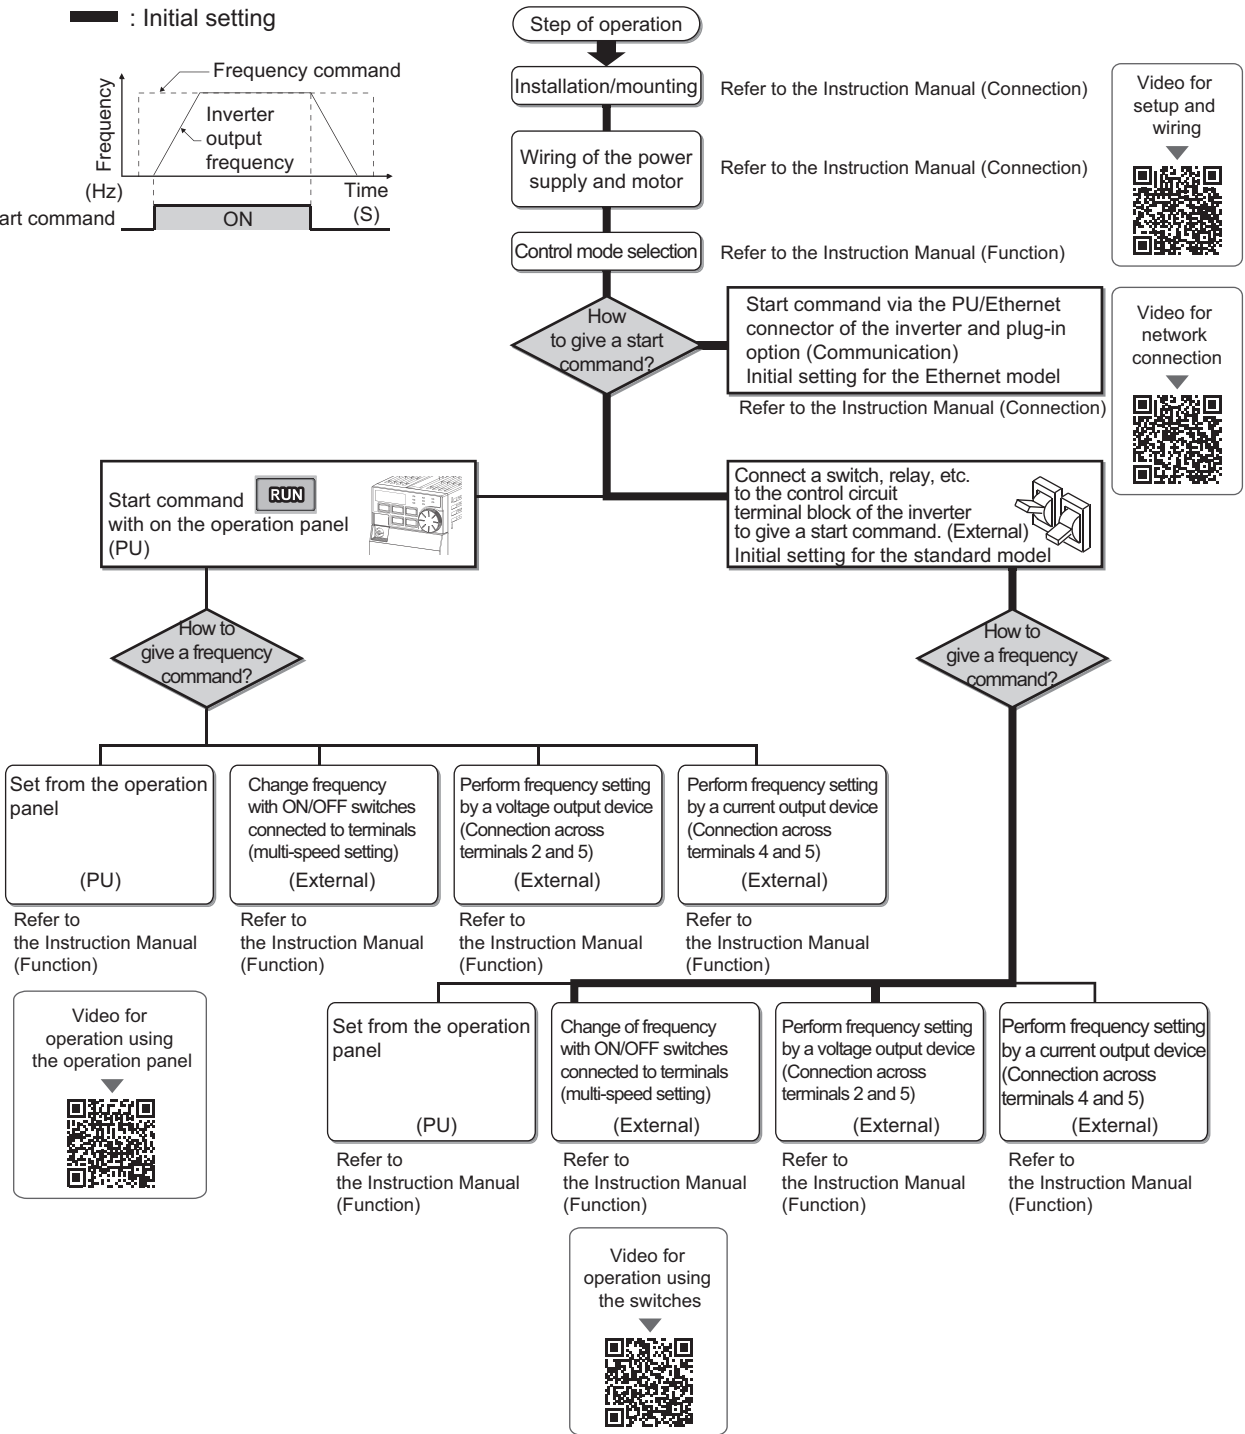 : Initial setting
Frequency command
Frequency
Inverter
output
frequency
(Hz)
Time
(S)
art command
ON
Step of operation
Installation/mounting
Refer to the Instruction Manual (Connection)
Wiring of the power
supply and motor
Refer to the Instruction Manual (Connection)
Control mode selection
Refer to the Instruction Manual (Function)
Video for
setup and
wiring
How
to give a start
command?
Start command via the PU/Ethernet
connector of the inverter and plug-in
option (Communication)
Initial setting for the Ethernet model
Refer to the Instruction Manual (Connection)
Video for
network
connection
Start command
RUN
with on the operation panel
(PU)
Connect a switch, relay, etc.
to the control circuit
terminal block of the inverter
to give a start command. (External)
Initial setting for the standard model
How to
give a frequency
command?
How to
give a frequency
command?
Set from the operation
panel
(PU)
Change frequency
with ON/OFF switches
connected to terminals
(multi-speed setting)
(External)
Perform frequency setting
by a voltage output device
(Connection across
terminals 2 and 5)
(External)
Perform frequency setting
by a current output device
(Connection across
terminals 4 and 5)
(External)
Refer to
the Instruction Manual
(Function)
Refer to
the Instruction Manual
(Function)
Refer to
the Instruction Manual
(Function)
Refer to
the Instruction Manual
(Function)
Video for
operation using
the operation panel
Set from the operation
panel
(PU)
Change of frequency
with ON/OFF switches
connected to terminals
(multi-speed setting)
(External)
Perform frequency setting
by a voltage output device
(Connection across
terminals 2 and 5)
(External)
Perform frequency setting
by a current output device
(Connection across
terminals 4 and 5)
(External)
Refer to
the Instruction Manual
(Function)
Refer to
the Instruction Manual
(Function)
Refer to
the Instruction Manual
(Function)
Refer to
the Instruction Manual
(Function)
Video for
operation using
the switches